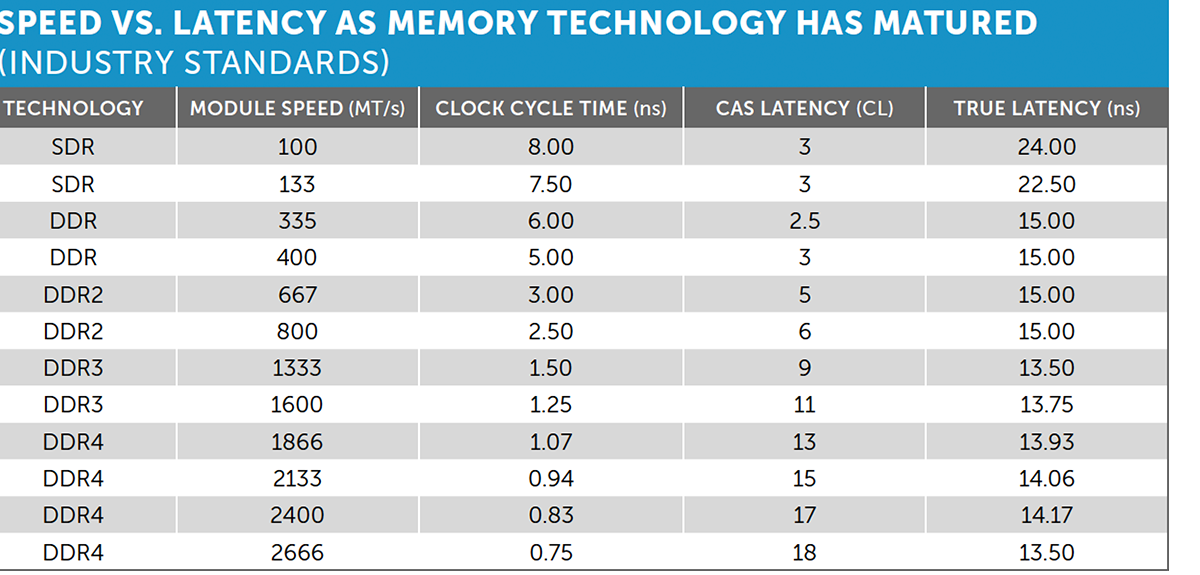 SPEED VS. LATENCY AS MEMORY TECHNOLOGY HAS MATURED
(INDUSTRY STANDARDS)
TECHNOLOGY MODULE SPEED (MT/s) CLOCK CYCLE TIME (ns) CAS LATENCY (CL) TRUE LATENCY (ns)
SDR 100 8.00 3 24.00
SDR 133 7.50 3 22.50
DDR 335 6.00 2.5 15.00
DDR 400 5.00 3 15.00
DDR2 667 3.00 5 15.00
DDR2 800 2.50 6 15.00
DDR3 1333 1.50 9 13.50
DDR3 1600 1.25 11 13.75
DDR4 1866 1.07 13 13.93
DDR4 2133 0.94 15 14.06
DDR4 2400 0.83 17 14.17
DDR4 2666 0.75 18 13.50